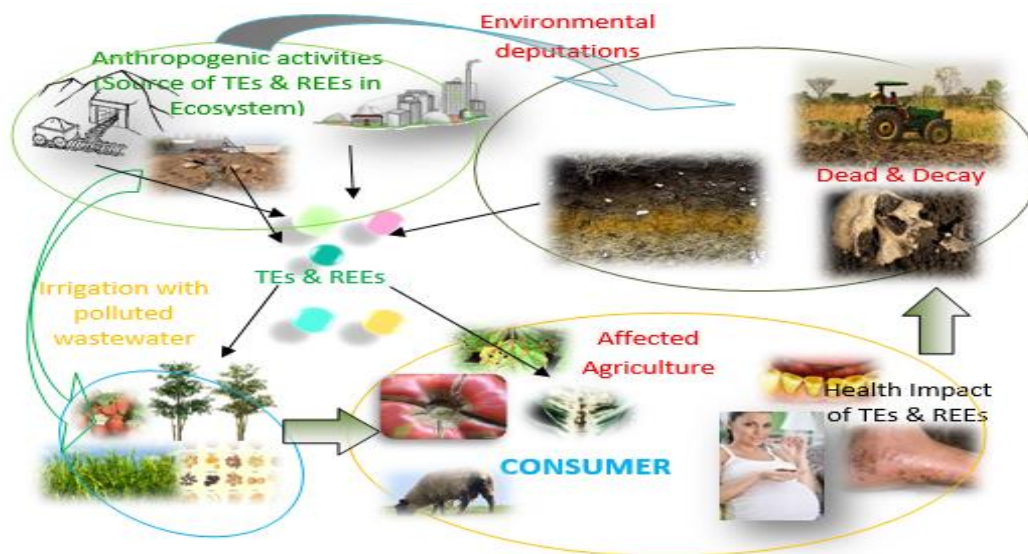 Environmental
deputations
Anthropogenic activities
(Source of TEs & REEs in
Ecosystem)
Dead & Decay
TEs & REEs
Irrigation with
polluted
wastewater
Affected
Agriculture
Health Impact
of TEs & REEs
CONSUMER